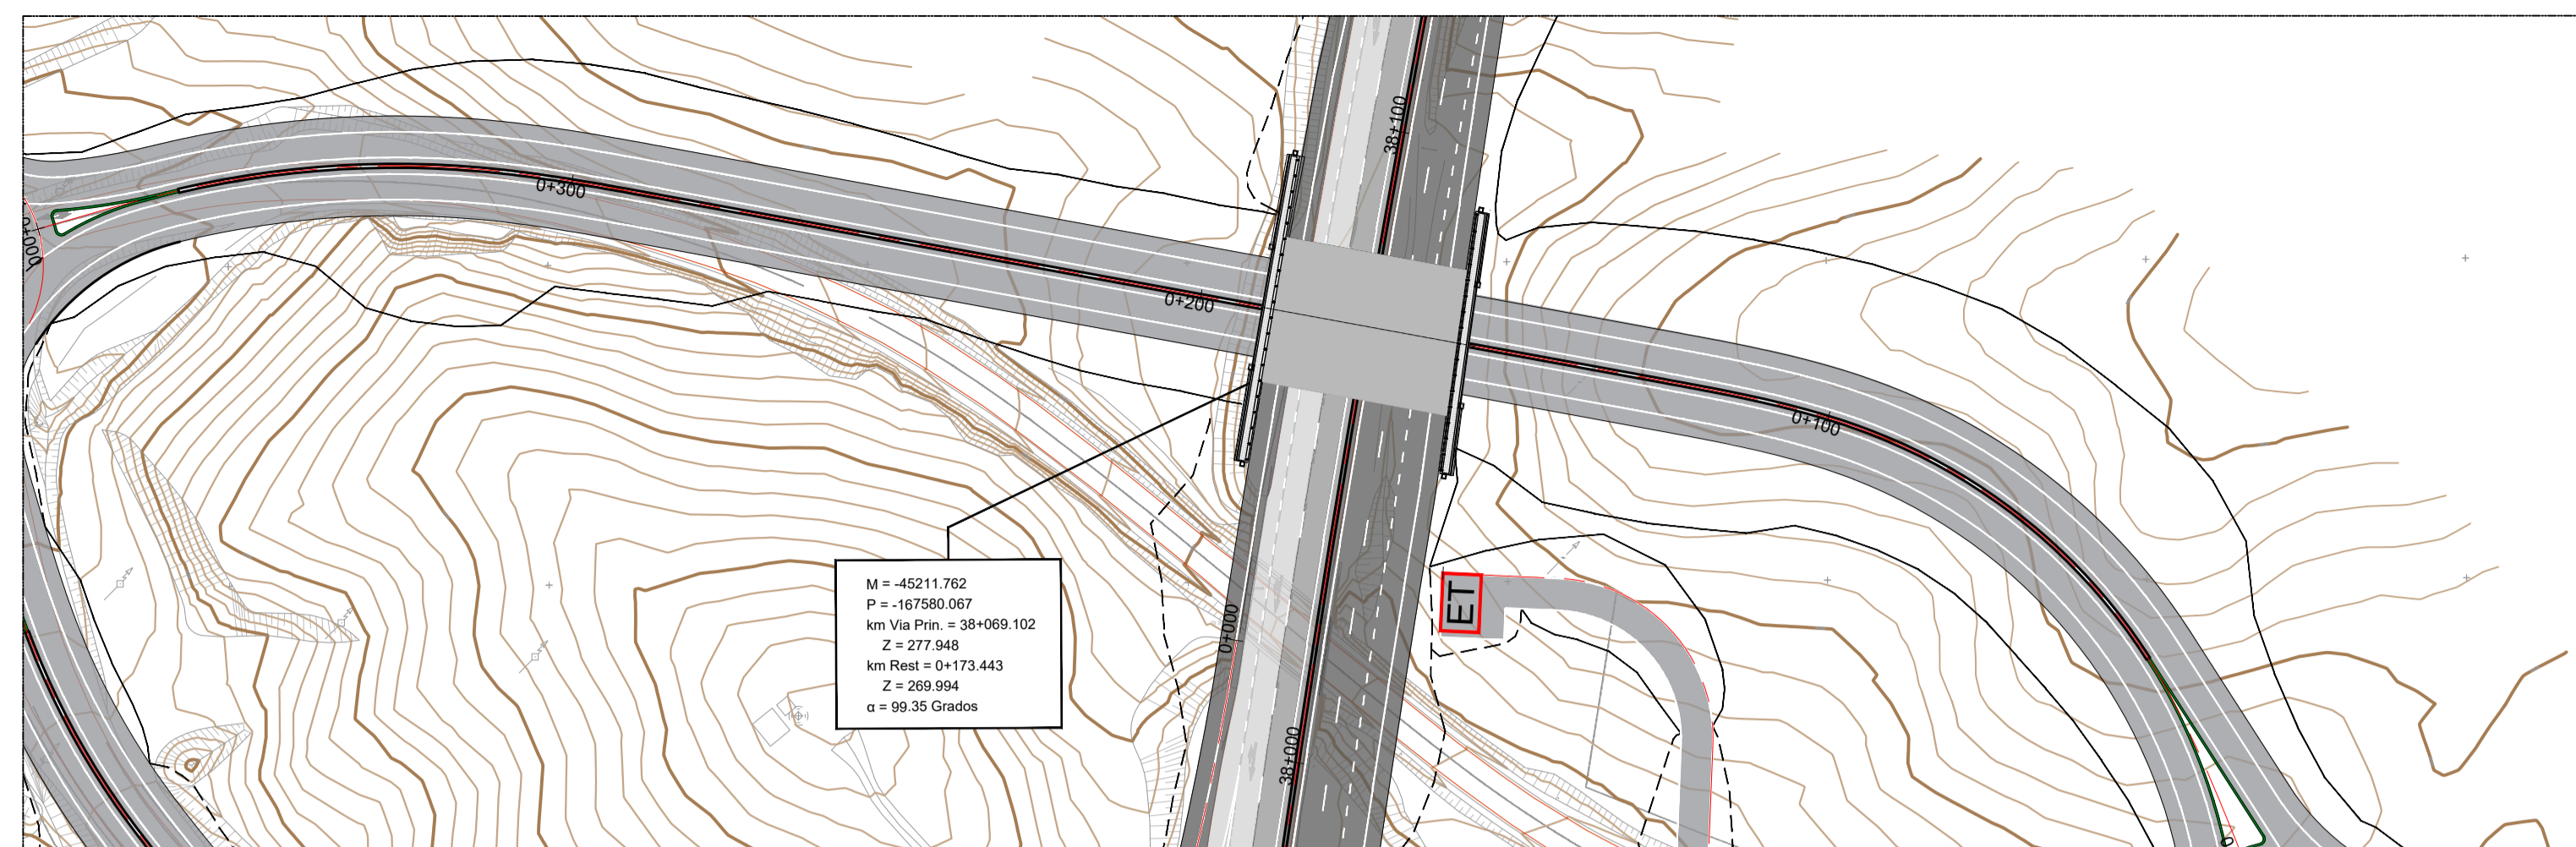 38+100
0+300
+000
0+200
0+100
M = -45211.762
P = -167580.067
km Via Prin. = 38+069.102
Z = 277.948
km Rest = 0+173.443
Z = 269.994
α = 99.35 Grados
ET
0+000
38+000